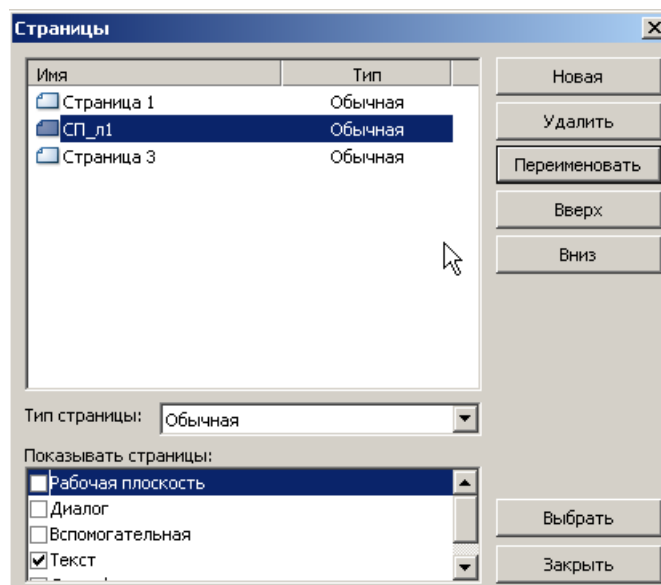 Страницы
Имя Тип
Страница 1 Обычная
СП_л1 Обычная
Страница 3 Обычная
Новая
Удалить
Переименовать
Вверх
Вниз
Тип страницы: Обычная
Показывать страницы:
Рабочая плоскость
Диалог
Вспомогательная
Текст
Выбрать
Закрыть